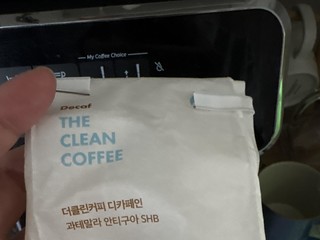 My Coffee Choice
Decaf
THE
CLEAN
COFFEE
더클린커피 디카페인
과테말라 안티구아 SHB